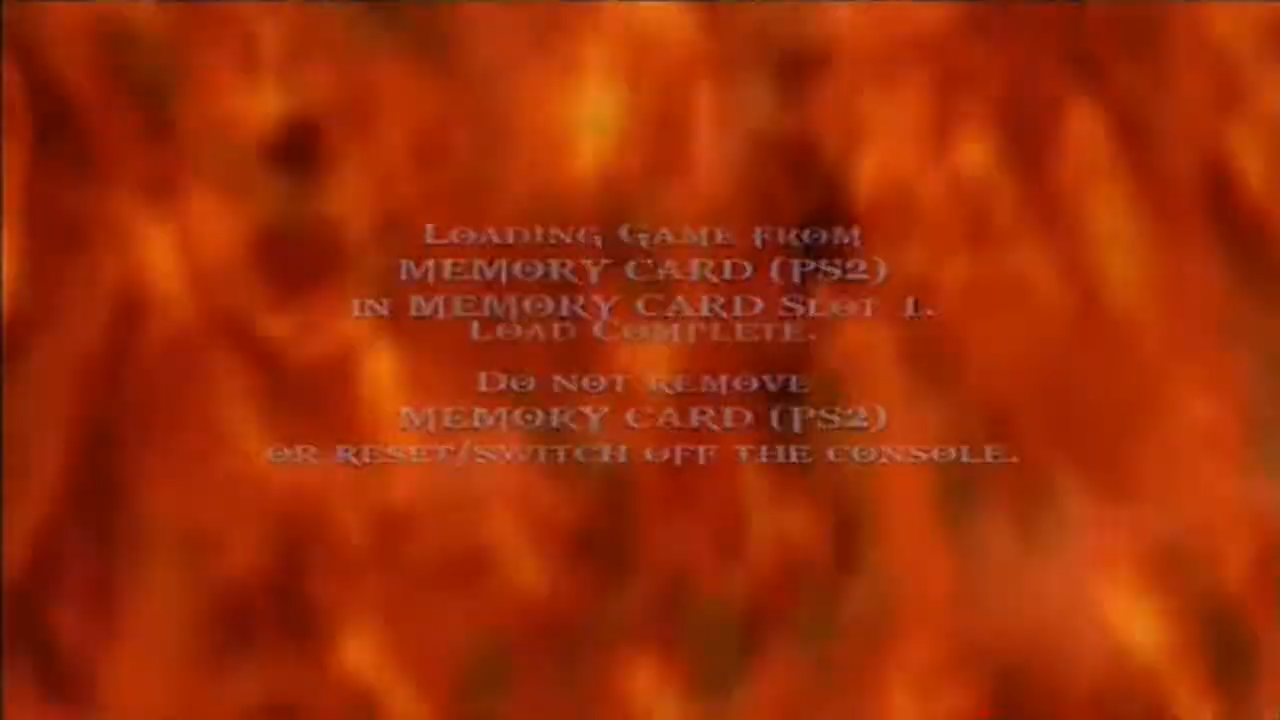 Loading Game from
MEMORY CARD (PS2)
in MEMORY CARD Slot 1.
Load Complete.
Do not remove
MEMORY CARD (PS2)
or reset/switch off the console.